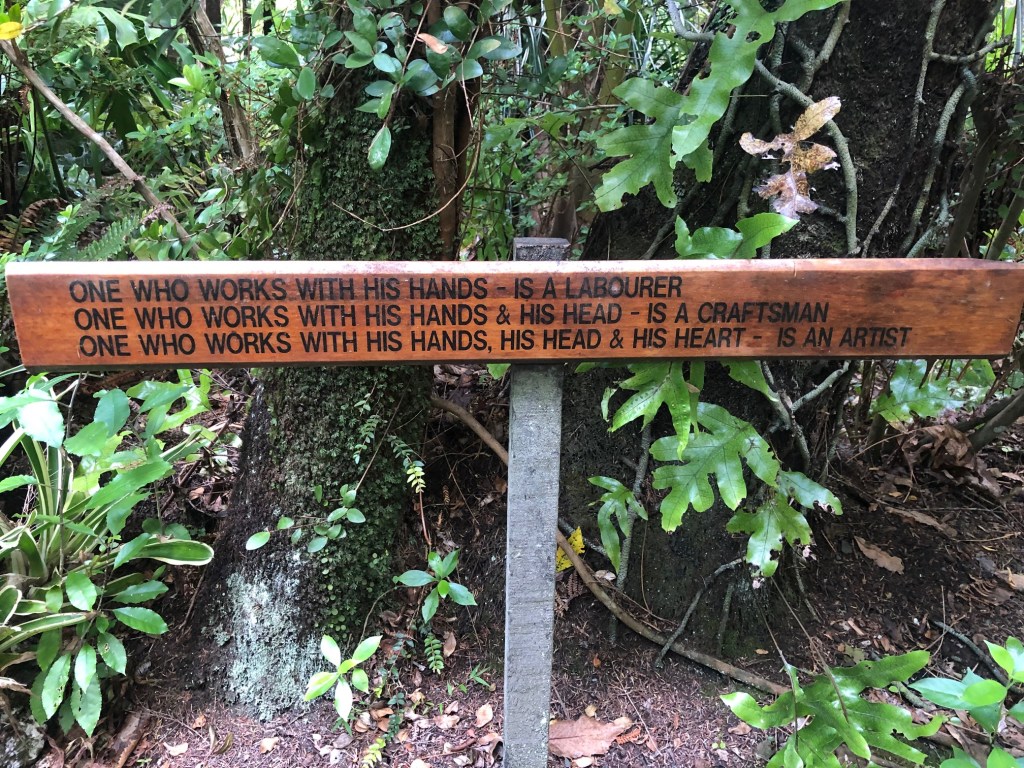 ONE WHO WORKS WITH HIS HANDS - IS A LABOURER
ONE WHO WORKS WITH HIS HANDS & HIS HEAD - IS A CRAFTSMAN
ONE WHO WORKS WITH HIS HANDS, HIS HEAD & HIS HEART - IS AN ARTIST